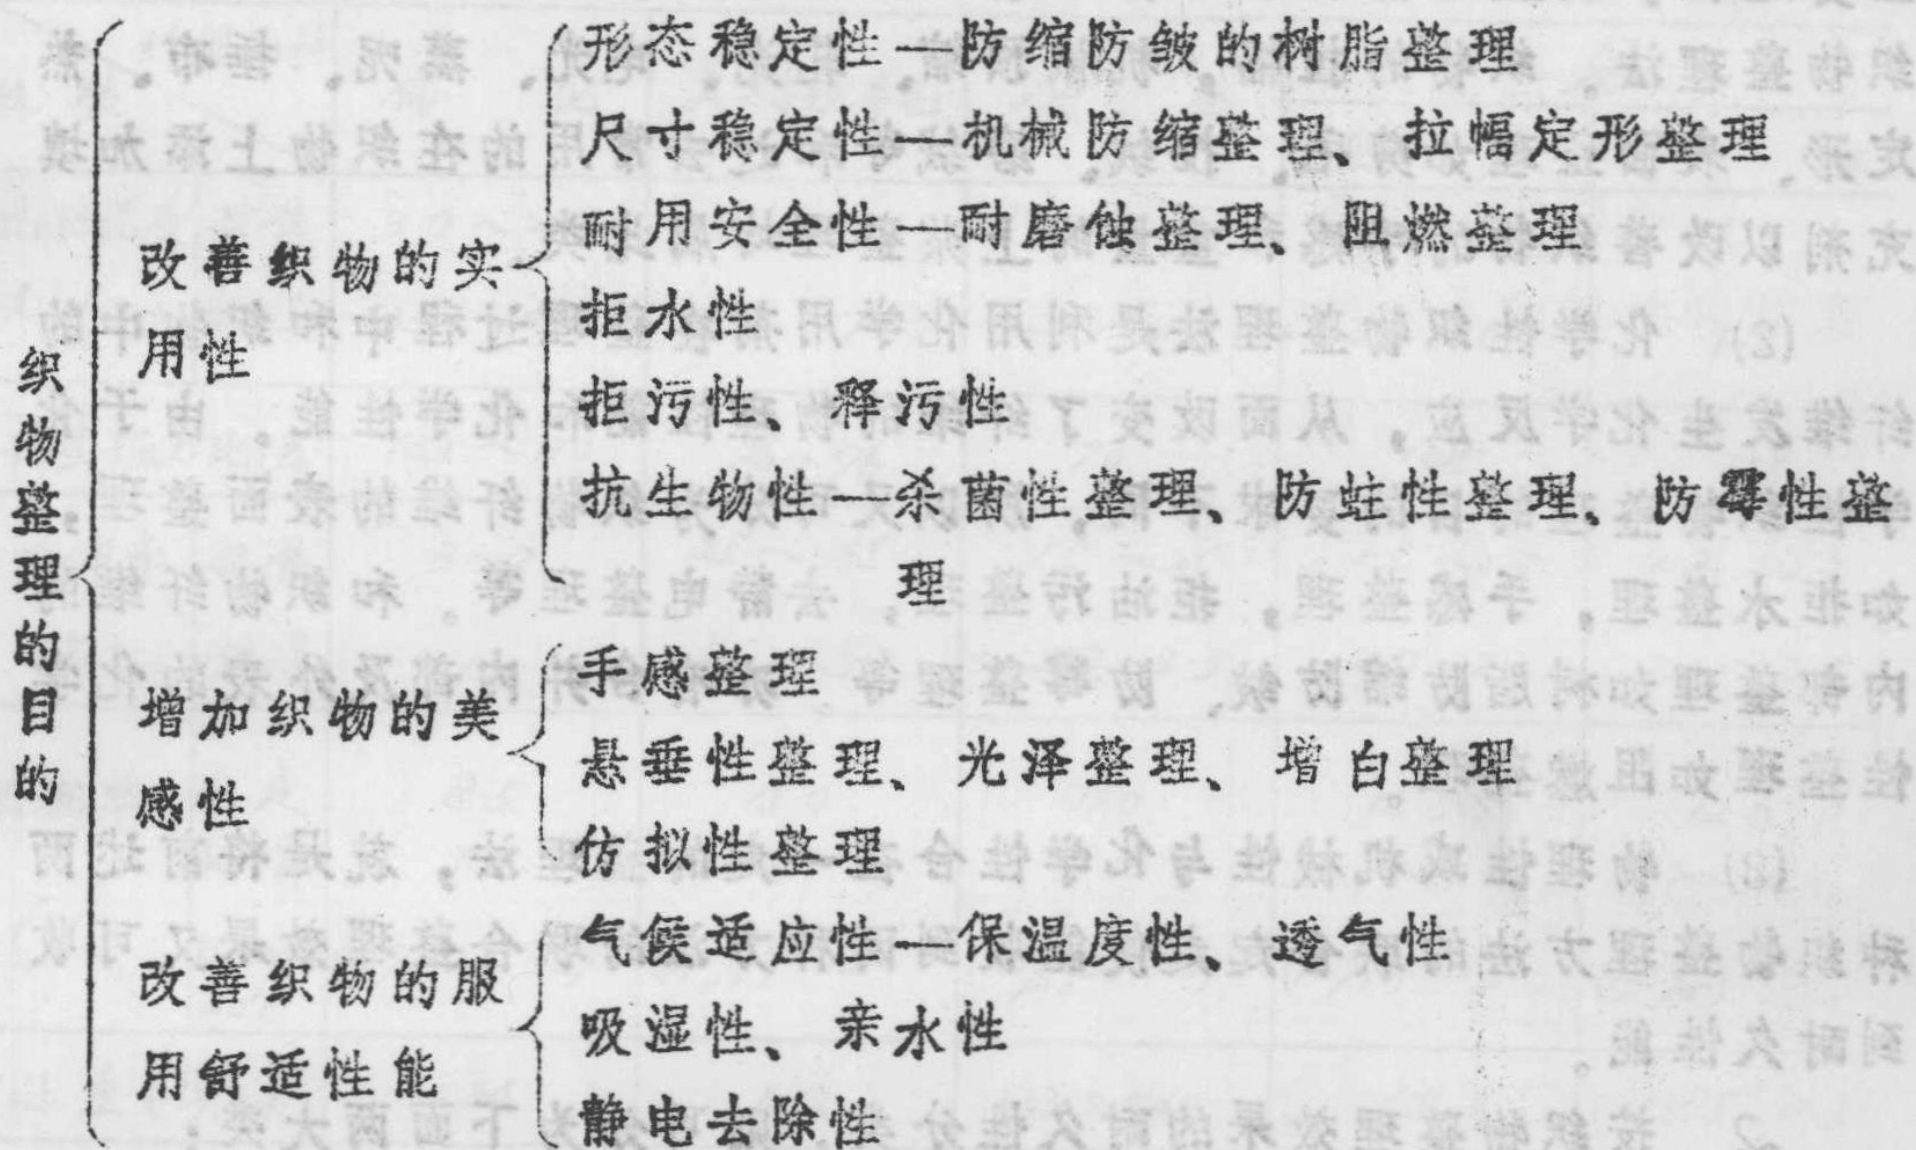 织物整理的目的
改善织物的实
用性
形态稳定性—防缩防皱的树脂整理
尺寸稳定性—机械防缩整理、拉幅定形整理
耐用安全性—耐磨蚀整理、阻燃整理
拒水性
拒污性、释污性
抗生物性—杀菌性整理、防蛀性整理、防霉性整
理
增加织物的美
感性
手感整理
悬垂性整理、光泽整理、增白整理
仿拟性整理
改善织物的服
用舒适性能
气候适应性—保温度性、透气性
吸湿性、亲水性
静电去除性